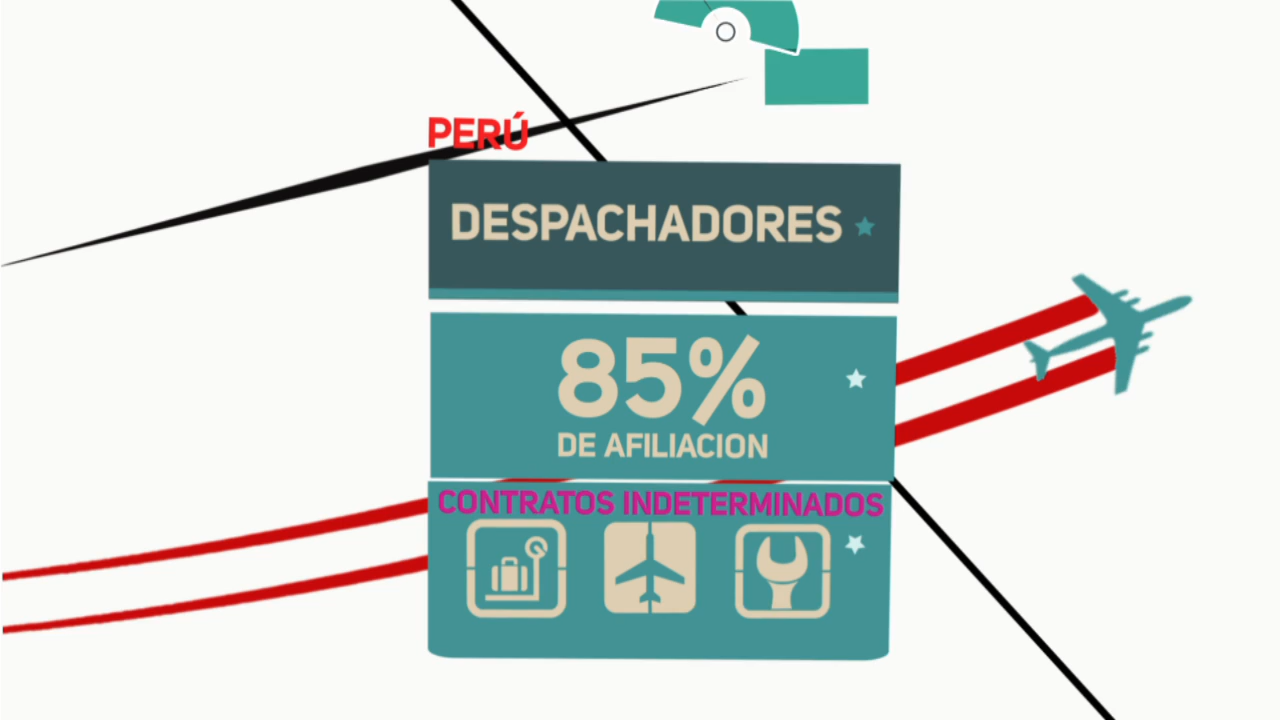 PERÚ
DESPACHADORES
85%
DE AFILIACION
CONTRATOS INDETERMINADOS